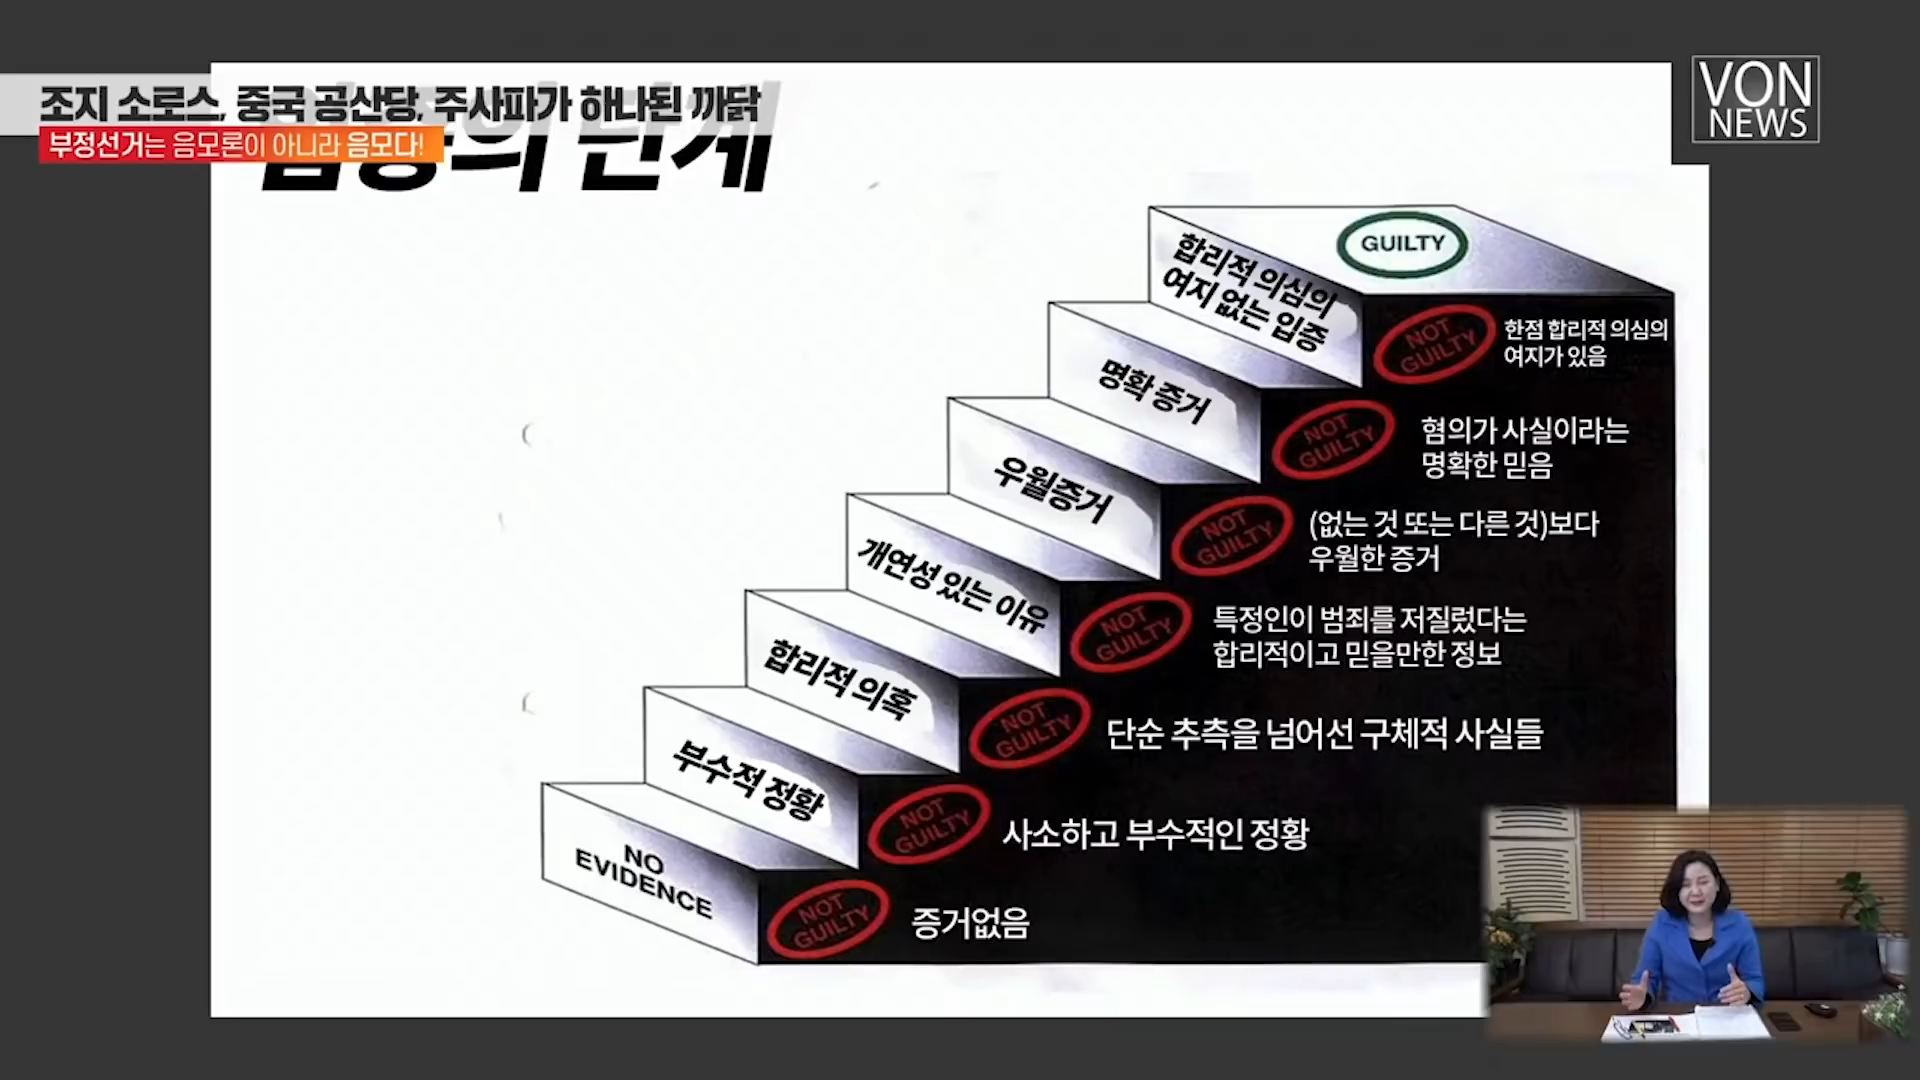 조지 소로스, 중국 공산당, 주사파가 하나된 까닭
부정선거는 음모론이 아니라 음모다!
의 단계
VON
NEWS
GUILTY
합리적 의심의
여지 없는 입증
NOT
GUILTY
한점 합리적 의심의
여지가 있음
명확 증거
NOT
GUILTY
혐의가 사실이라는
명확한 믿음
우월증거
NOT
GUILTY
(없는 것 또는 다른 것)보다
우월한 증거
개연성 있는 이유
NOT
GUILTY
특정인이 범죄를 저질렀다는
합리적이고 믿을만한 정보
합리적 의혹
NOT
GUILTY
단순 추측을 넘어선 구체적 사실들
부수적 정황
NOT
GUILTY
사소하고 부수적인 정황
NO
EVIDENCE
NOT
GUILTY
증거없음